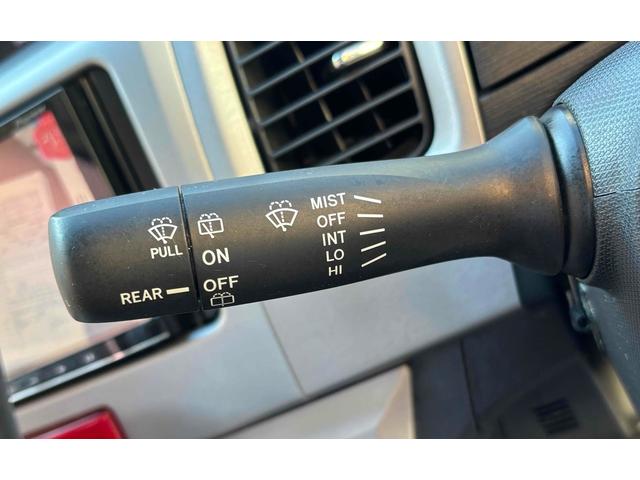 PULL
REAR
ON
OFF
MIST
OFF
INT
LO
HI